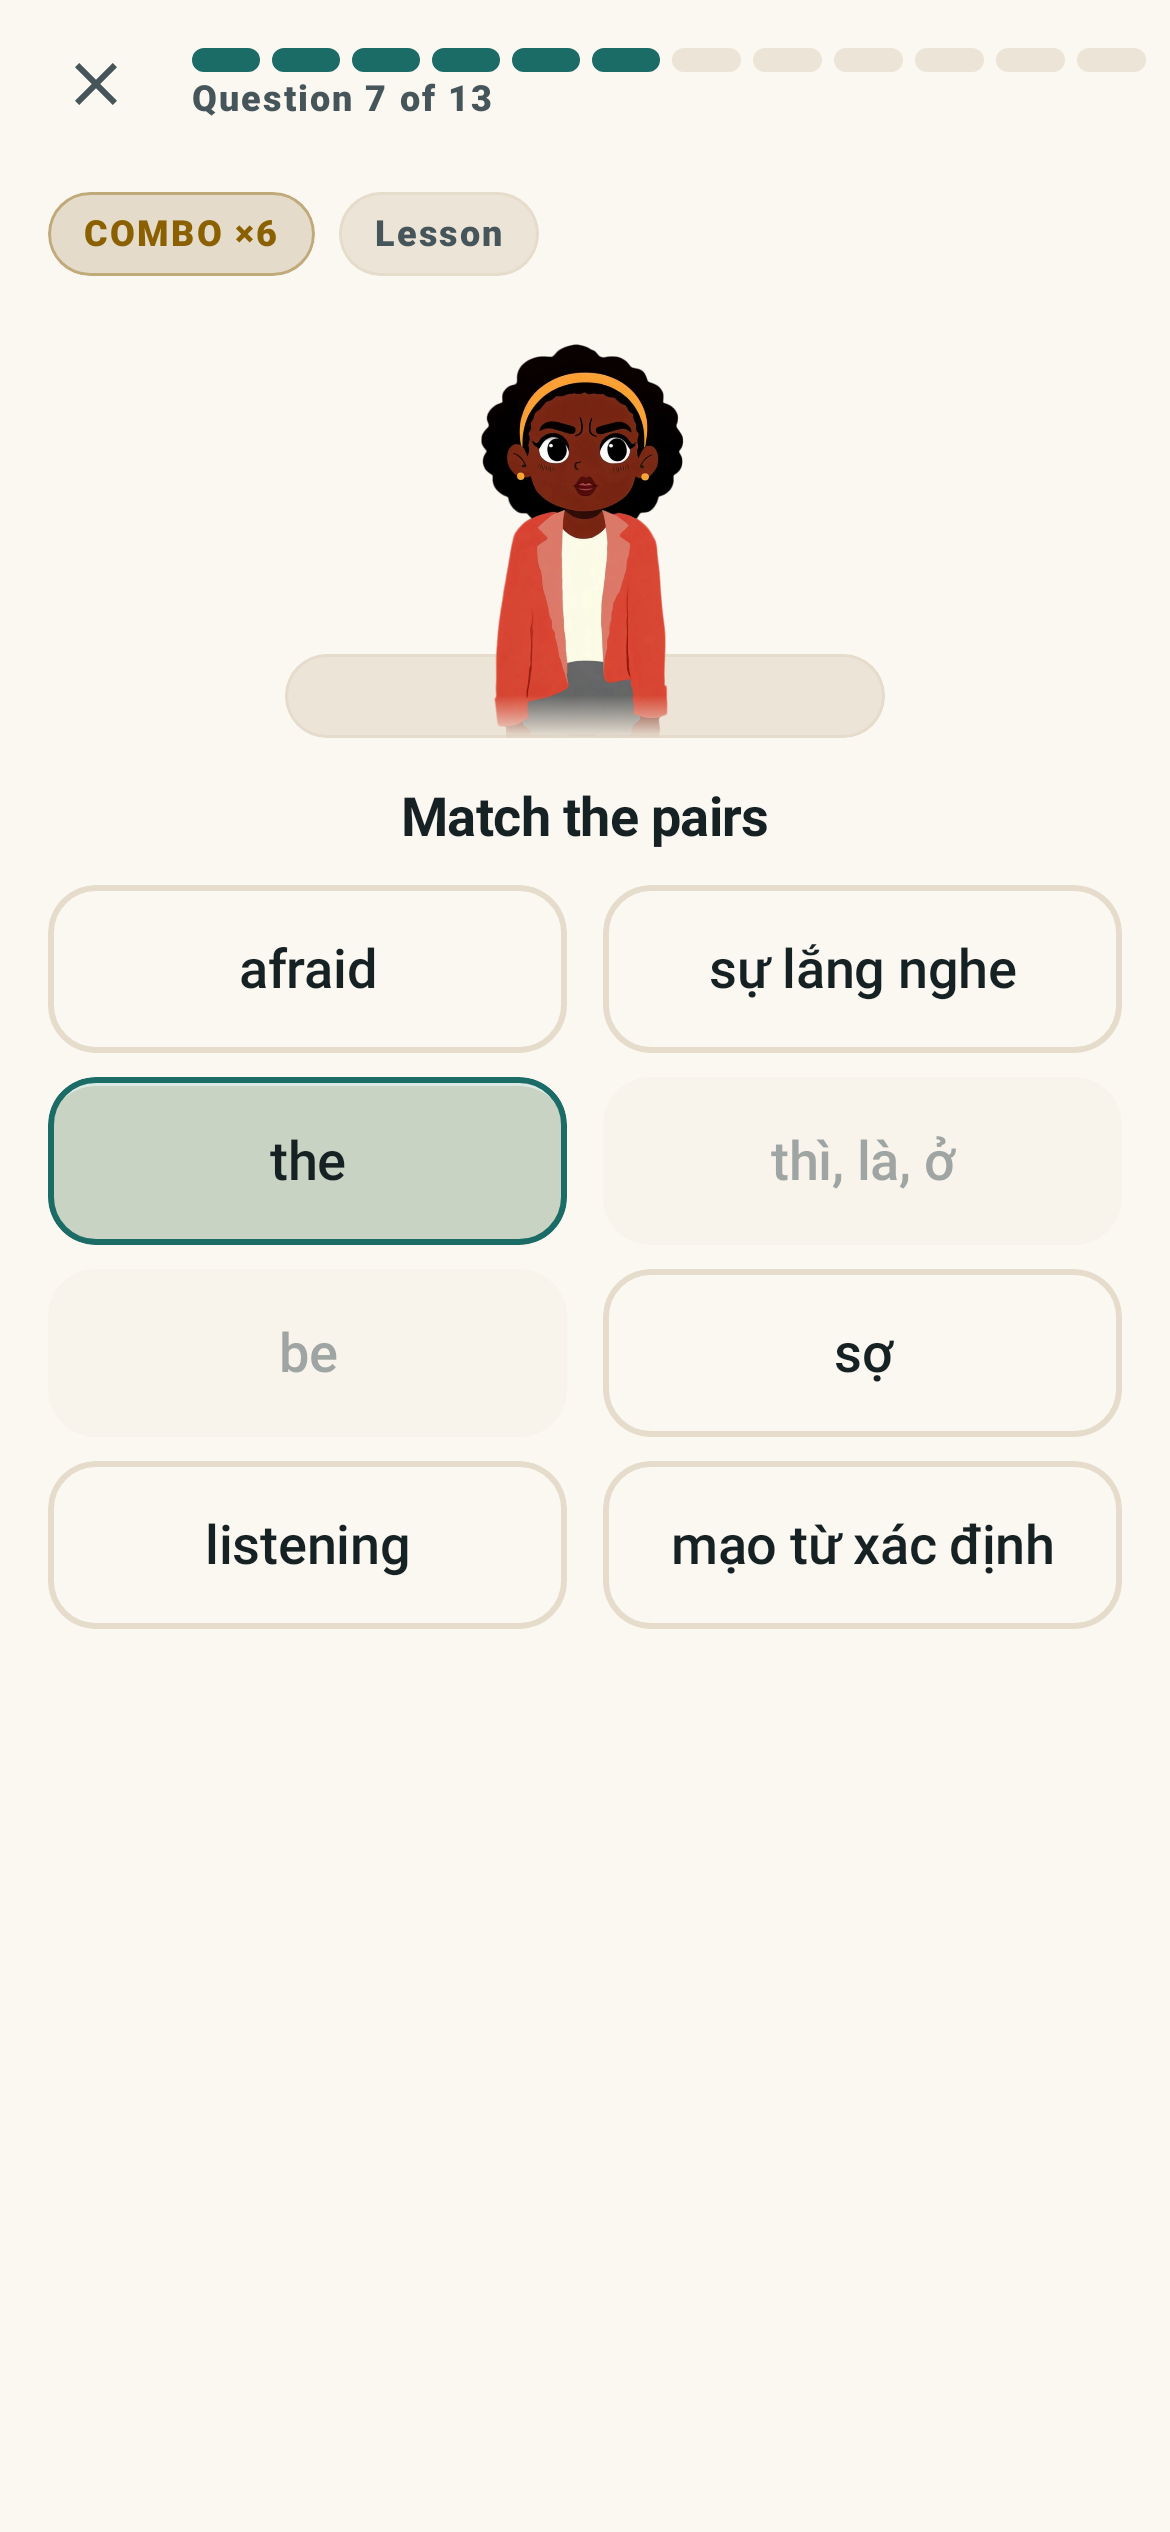 Question 7 of 13
COMBO ×6
Lesson
Match the pairs
afraid
sự lắng nghe
the
thì, là, ở
be
sợ
listening
mạo từ xác định